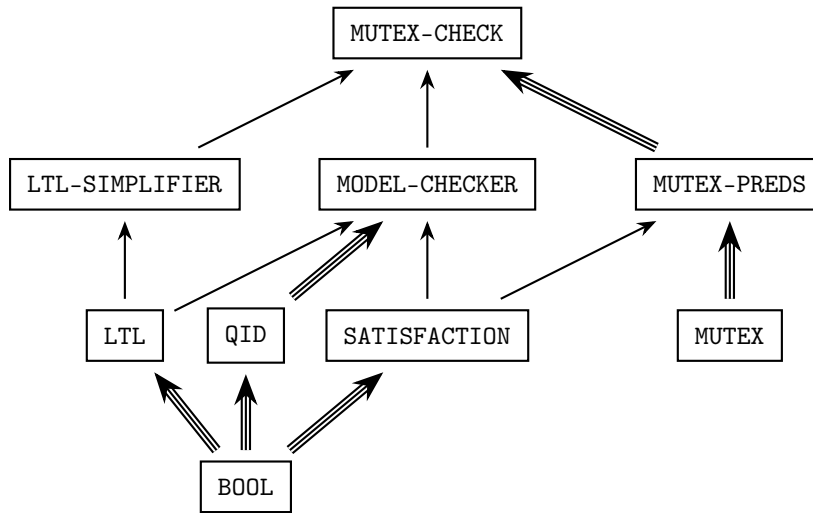 MUTEX-CHECK
LTL-SIMPLIFIER MODEL-CHECKER MUTEX-PREDS
LTL QID SATISFACTION MUTEX
BOOL